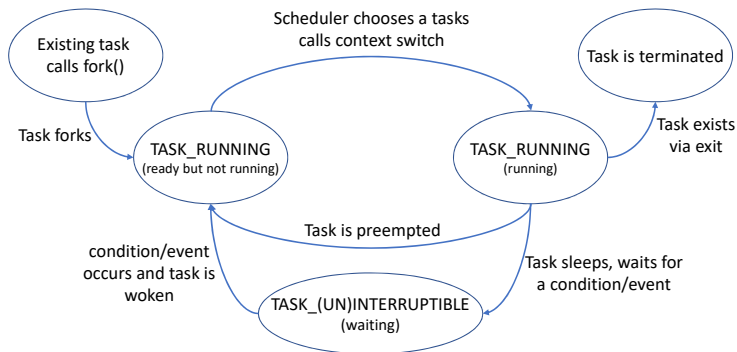 Existing task
calls fork()
Scheduler chooses a tasks
calls context switch
Task is terminated
Task forks
TASK_RUNNING
(ready but not running)
TASK_RUNNING
(running)
Task exists
via exit
Task is preempted
condition/event
occurs and task is
woken
Task sleeps, waits for
a condition/event
TASK_(UN)INTERRUPTIBLE
(waiting)